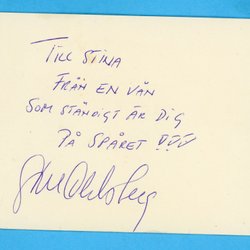 TILL STINA
FRÅN EN VÄN
SOM STÄNDIGT ÄR DIG
PÅ SPÅRET !!!